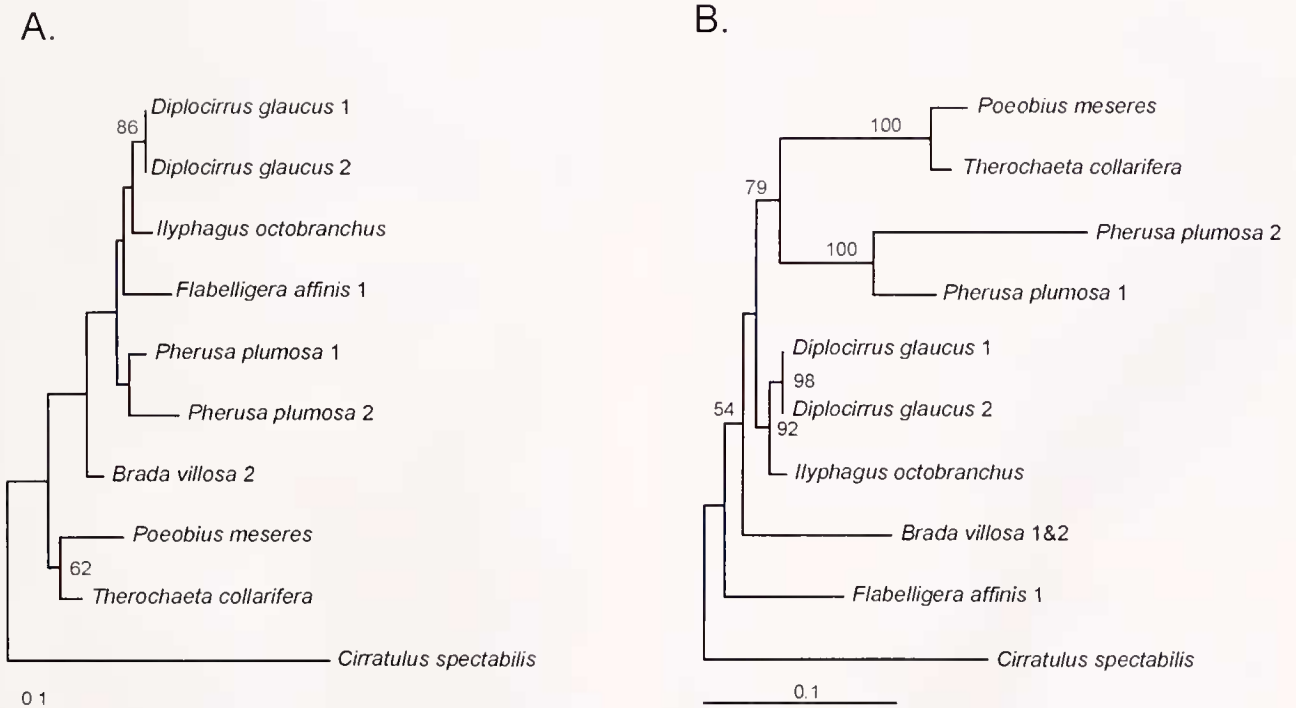 A.
Diplocirrus glaucus 1
86
Diplocirrus glaucus 2
Ilyphagus octobranchus
Flabelligera affinis 1
Pherusa plumosa 1
Pherusa plumosa 2
Brada villosa 2
Poeobius meseres
62
Therochaeta collarifera
Cirratulus spectabilis
0 1
B.
Poeobius meseres
100
Therochaeta collarifera
79
Pherusa plumosa 2
100
Pherusa plumosa 1
Diplocirrus glaucus 1
98
54
Diplocirrus glaucus 2
92
Ilyphagus octobranchus
Brada villosa 1&2
Flabelligera affinis 1
Cirratulus spectabilis
0.1